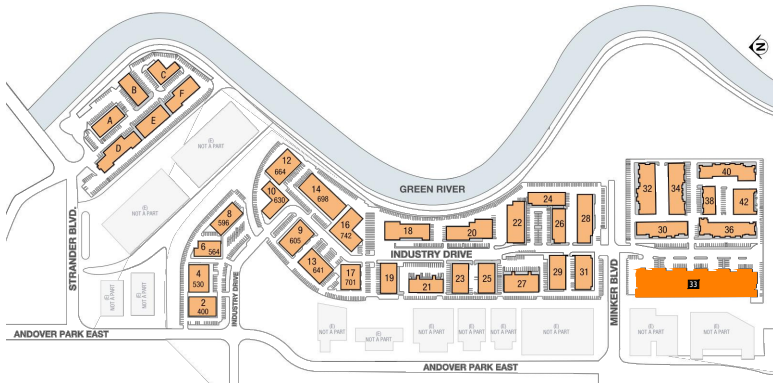 N
C
B
F
A
E
D
(E)
NOT A PART
(E)
NOT A PART
12
664
10
630
14
698
GREEN RIVER
8
596
16
742
9
605
6
564
13
641
17
701
4
530
2
400
STRANDER BLVD.
INDUSTRY DRIVE
(E)
NOT A PART
(E)
NOT A PART
18
20
22
24
26
28
INDUSTRY DRIVE
19
21
23
25
27
29
31
MINKER BLVD
32
34
40
38
42
30
36
33
ANDOVER PARK EAST
(E)
NOT A PART
(E)
NOT A PART
(E)
NOT A PART
(E)
NOT A PART
(E)
NOT A PART
(E)
NOT A PART
(E)
NOT A PART
(E)
NOT A PART
ANDOVER PARK EAST